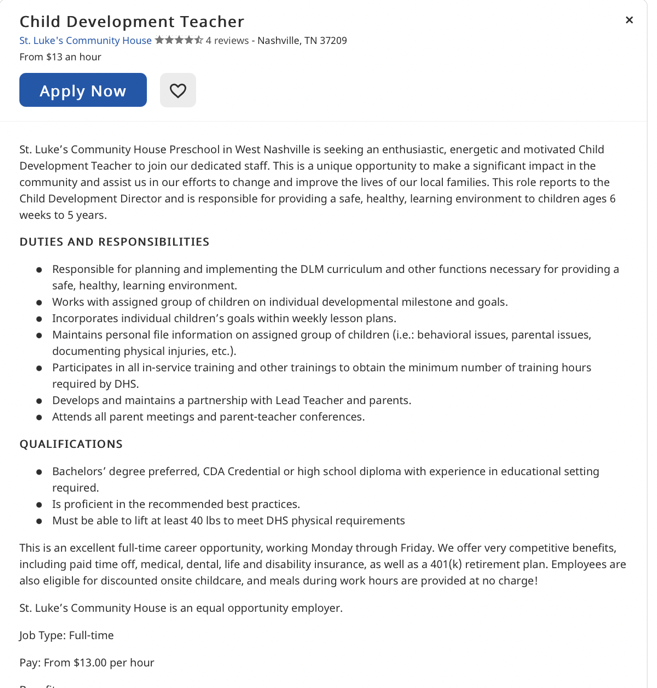 Child Development Teacher
St. Luke's Community House 4 reviews - Nashville, TN 37209
From $13 an hour
Apply Now
St. Luke’s Community House Preschool in West Nashville is seeking an enthusiastic, energetic and motivated Child
Development Teacher to join our dedicated staff. This is a unique opportunity to make a significant impact in the
community and assist us in our efforts to change and improve the lives of our local families. This role reports to the
Child Development Director and is responsible for providing a safe, healthy, learning environment to children ages 6
weeks to 5 years.
DUTIES AND RESPONSIBILITIES
● Responsible for planning and implementing the DLM curriculum and other functions necessary for providing a
safe, healthy, learning environment.
● Works with assigned group of children on individual developmental milestone and goals.
● Incorporates individual children’s goals within weekly lesson plans.
● Maintains personal file information on assigned group of children (i.e.: behavioral issues, parental issues,
documenting physical injuries, etc.).
● Participates in all in-service training and other trainings to obtain the minimum number of training hours
required by DHS.
● Develops and maintains a partnership with Lead Teacher and parents.
● Attends all parent meetings and parent-teacher conferences.
QUALIFICATIONS
● Bachelors’ degree preferred, CDA Credential or high school diploma with experience in educational setting
required.
● Is proficient in the recommended best practices.
● Must be able to lift at least 40 lbs to meet DHS physical requirements
This is an excellent full-time career opportunity, working Monday through Friday. We offer very competitive benefits,
including paid time off, medical, dental, life and disability insurance, as well as a 401(k) retirement plan. Employees are
also eligible for discounted onsite childcare, and meals during work hours are provided at no charge!
St. Luke’s Community House is an equal opportunity employer.
Job Type: Full-time
Pay: From $13.00 per hour